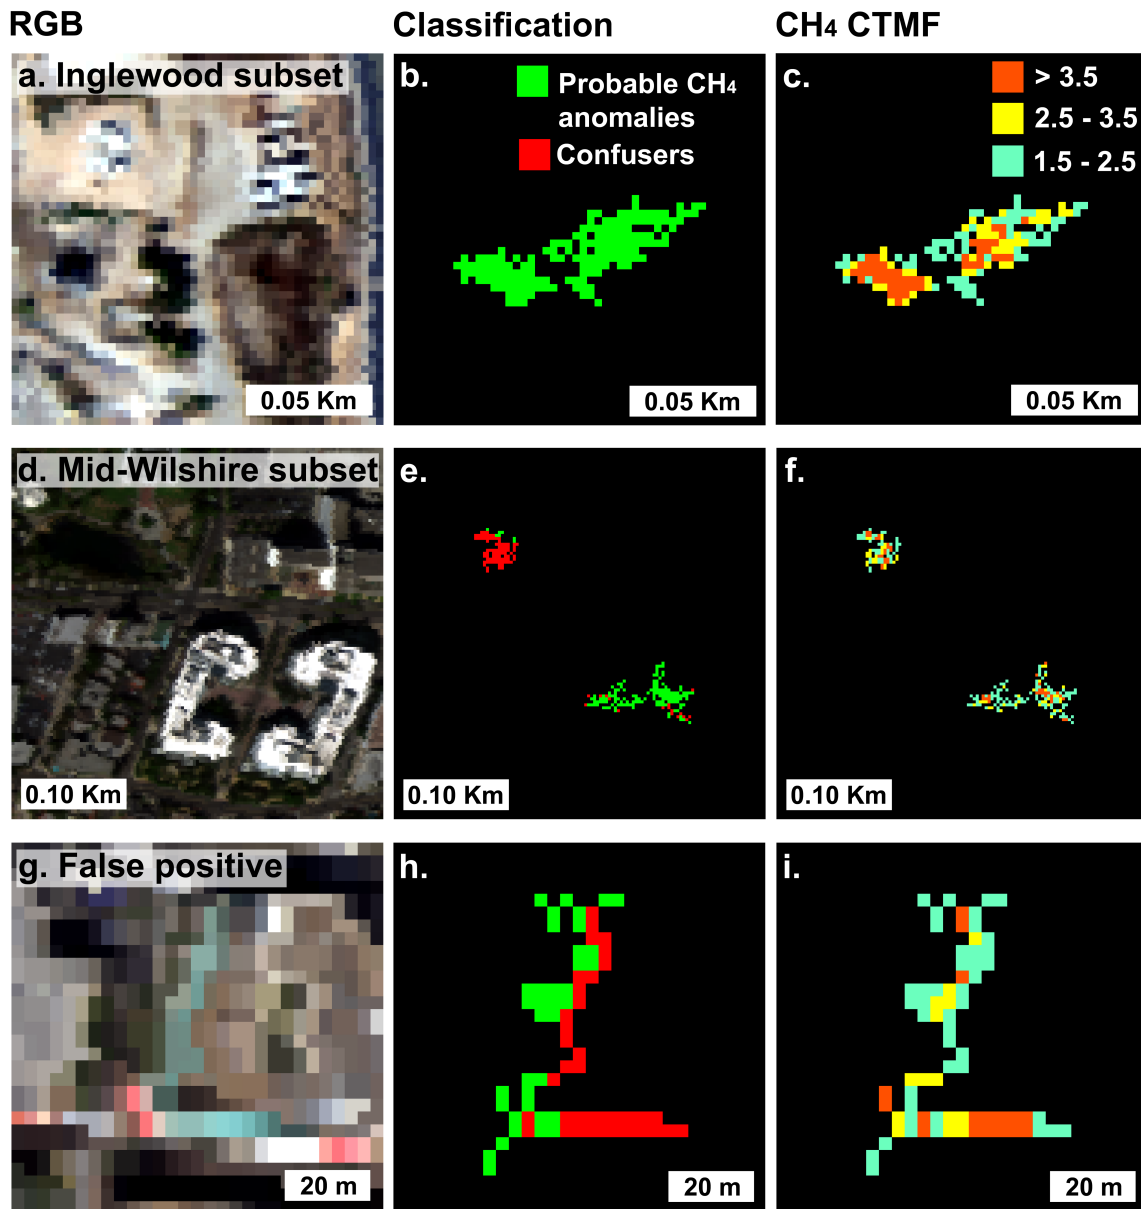 RGB
Classification
CH4 CTMF
a. Inglewood subset
0.05 Km
b.
Probable CH4
anomalies
Confusers
0.05 Km
c.
> 3.5
2.5 - 3.5
1.5 - 2.5
0.05 Km
d. Mid-Wilshire subset
0.10 Km
e.
0.10 Km
f.
0.10 Km
g. False positive
20 m
h.
20 m
i.
20 m